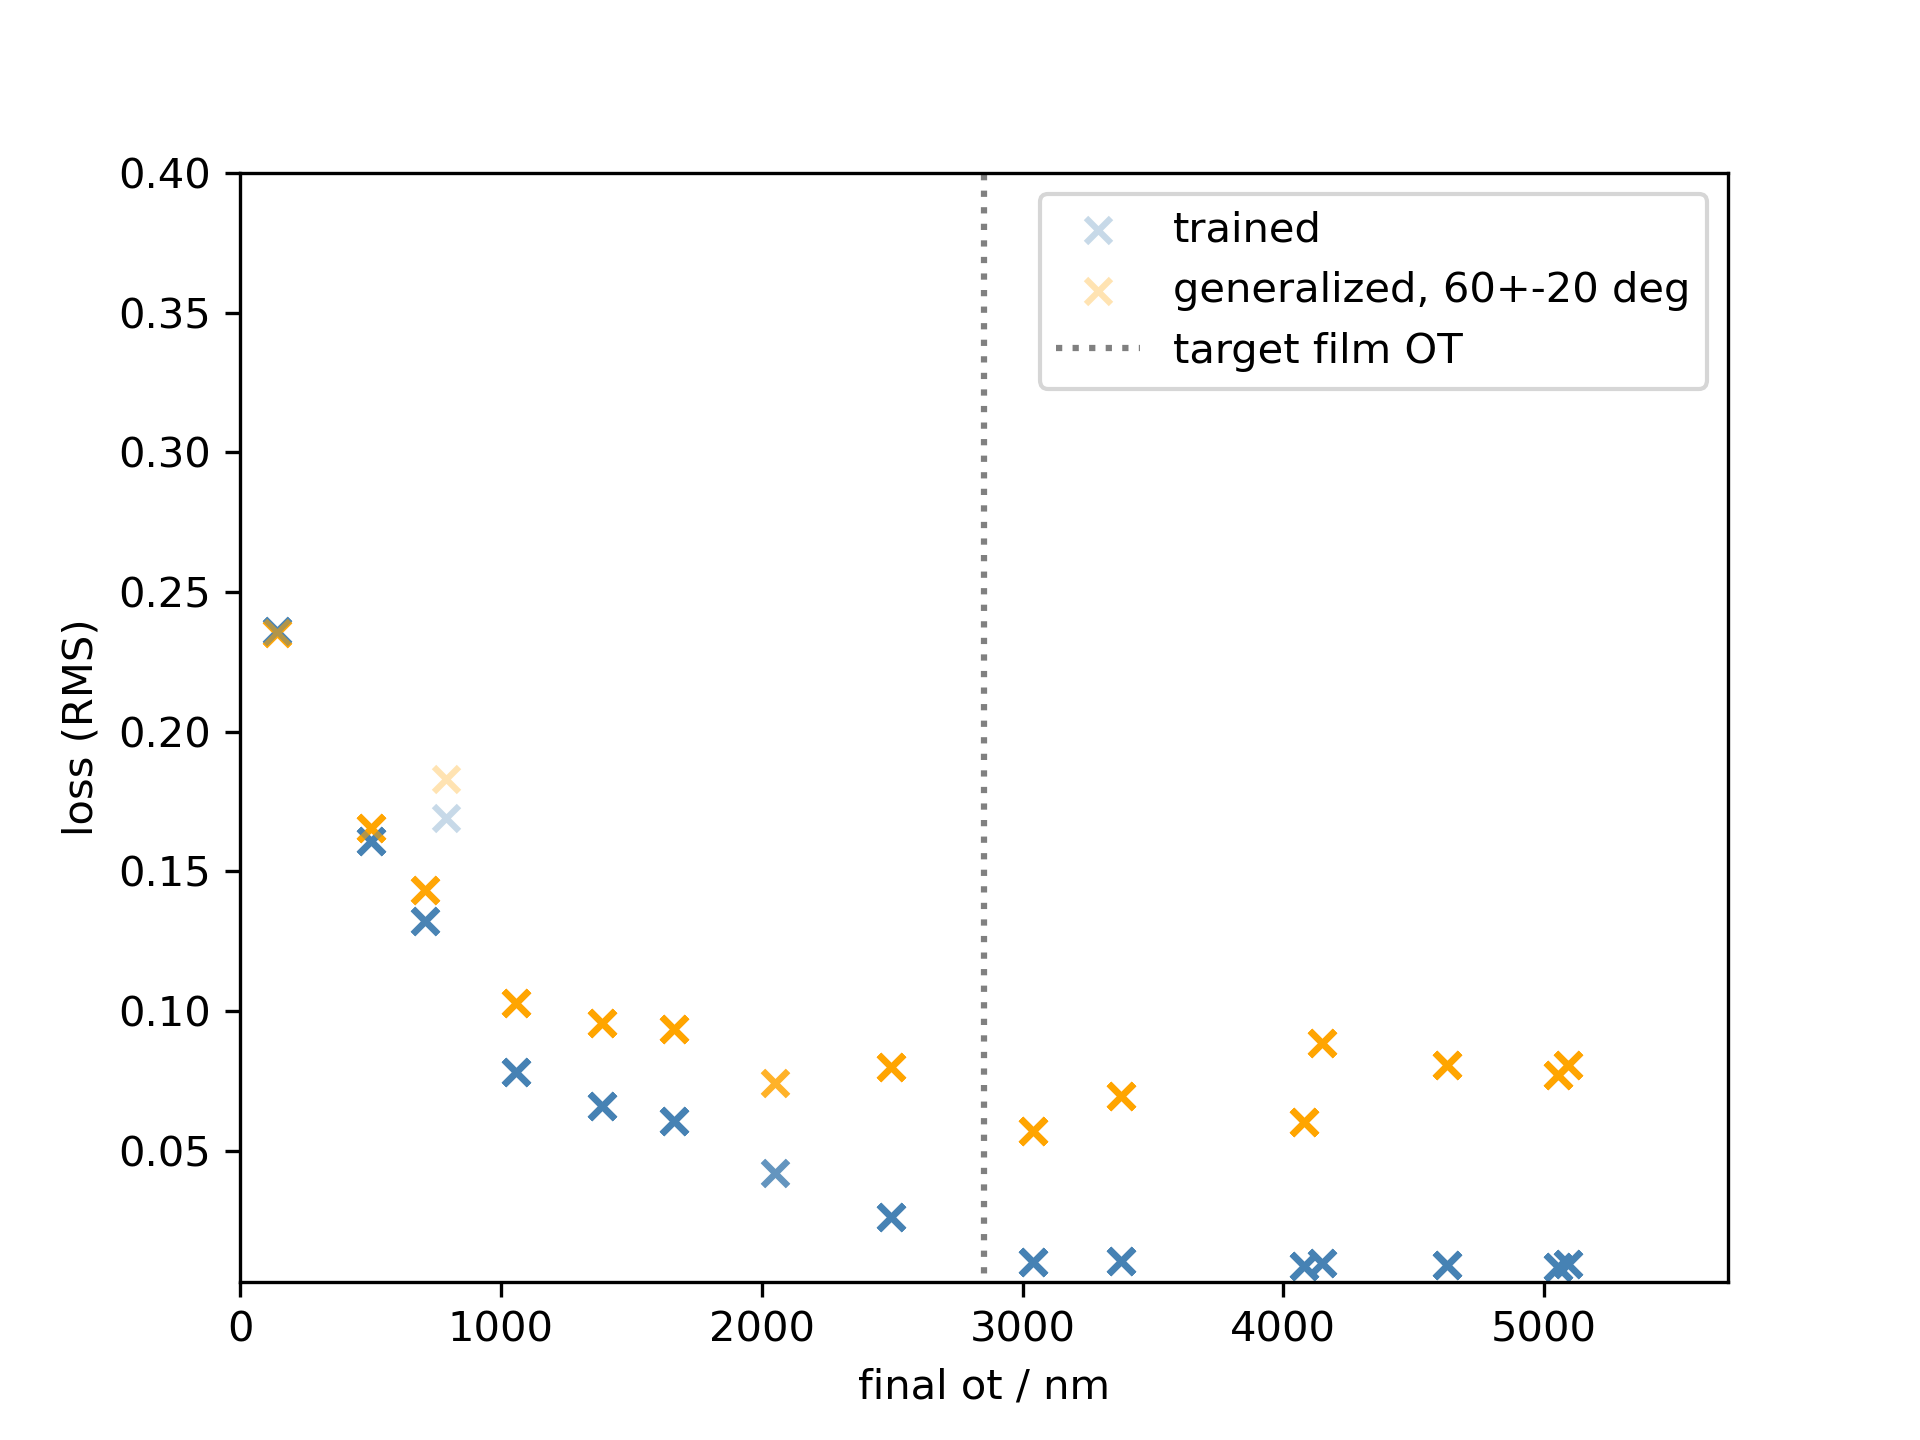 0.40
0.35
0.30
0.25
0.20
0.15
0.10
0.05
loss (RMS)
trained
generalized, 60+-20 deg
target film OT
0 1000 2000 3000 4000 5000
final ot / nm